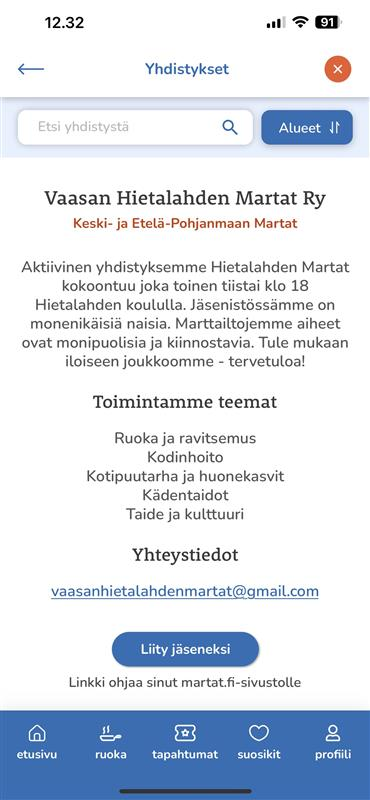 12.32
91
Yhdistykset
Etsi yhdistystä
Alueet
Vaasan Hietalahden Martat Ry
Keski- ja Etelä-Pohjanmaan Martat
Aktiivinen yhdistyksemme Hietalahden Martat
kokoontuu joka toinen tiistai klo 18
Hietalahden koululla. Jäsenistössämme on
monenikäisiä naisia. Marttailtojemme aiheet
ovat monipuolisia ja kiinnostavia. Tule mukaan
iloiseen joukkoomme - tervetuloa!
Toimintamme teemat
Ruoka ja ravitsemus
Kodinhoito
Kotipuutarha ja huonekasvit
Kädentaidot
Taide ja kulttuuri
Yhteystiedot
vaasanhietalahdenmartat@gmail.com
Liity jäseneksi
Linkki ohjaa sinut martat.fi-sivustolle
etusivu
ruoka
tapahtumat
suosikit
profiili